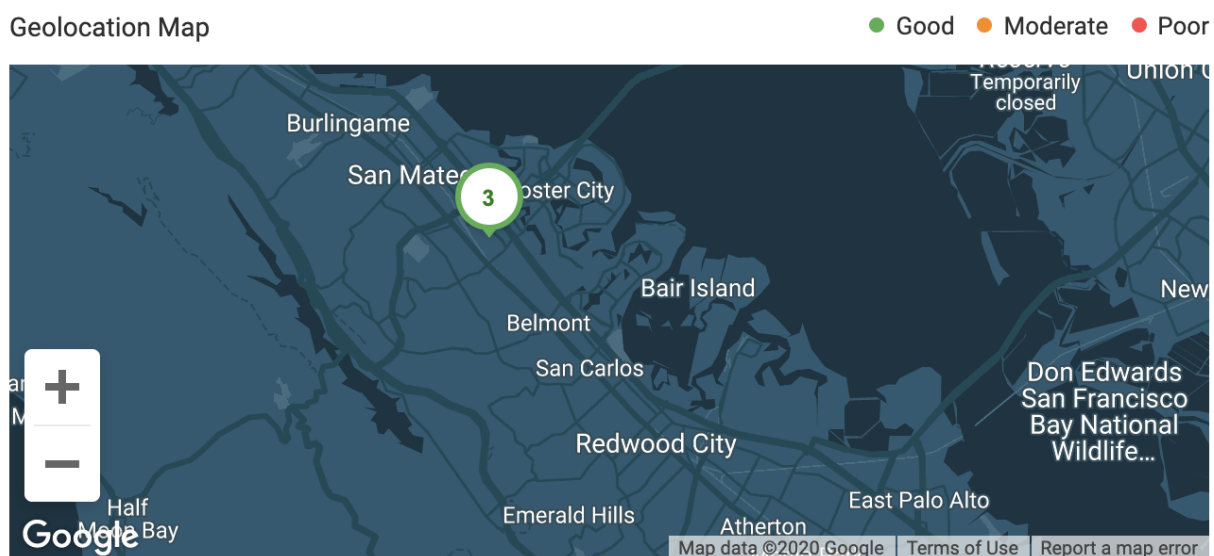 Geolocation Map
Good
Moderate
Poor
Temporarily
closed
Union
Burlingame
San Mateo
3
oster City
Bair Island
New
Belmont
San Carlos
Don Edwards
San Francisco
Bay National
Wildlife...
Redwood City
Half
Moon Bay
Emerald Hills
East Palo Alto
Atherton
Google
Map data ©2020 Google
Terms of Use
Report a map error